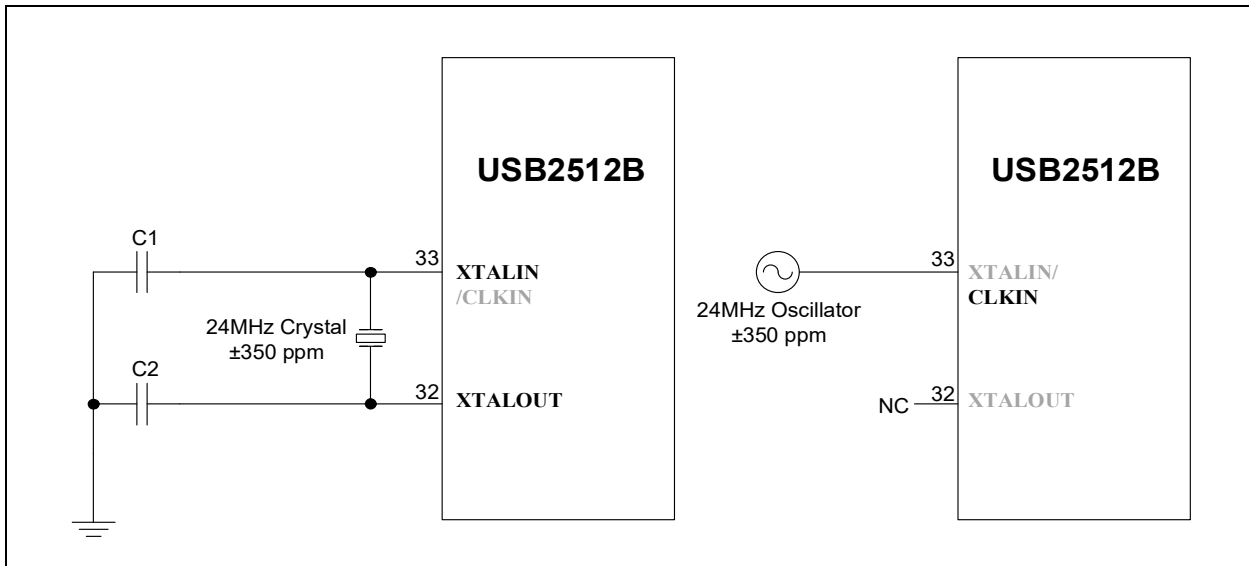 USB2512B
C1
33
XTALIN
/CLKIN
24MHz Crystal
±350 ppm
C2
32
XTALOUT
USB2512B
33
XTALIN/
CLKIN
24MHz Oscillator
±350 ppm
NC
32
XTALOUT